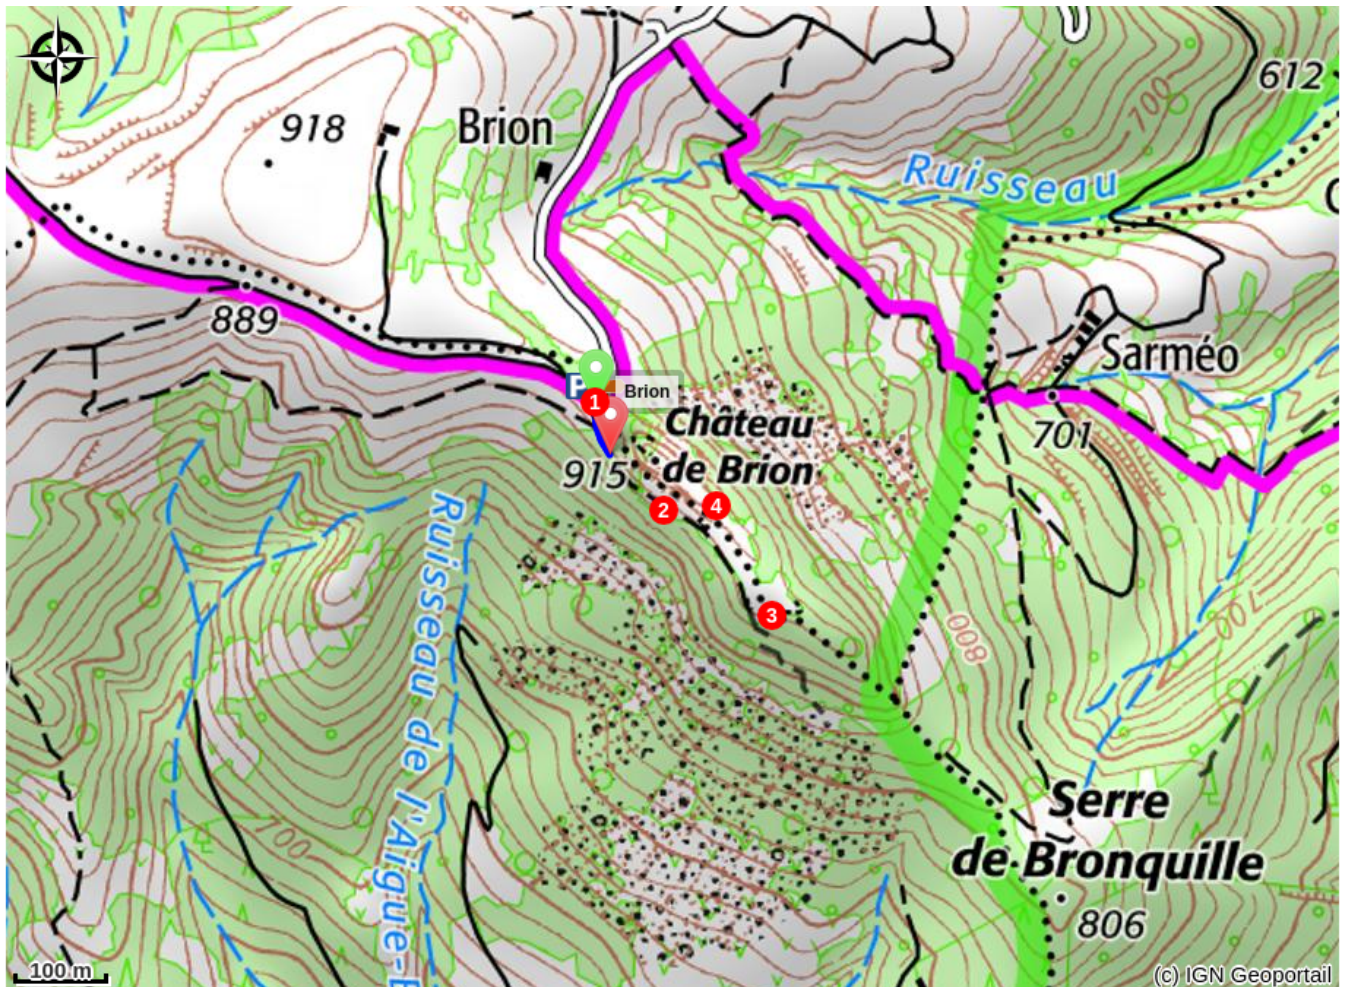 612
700
918
Brion
Ruisseau
C
889
Sarméo
P
1
Brion
Château
de Brion
701
915
2
4
Ruisseau de l'Aigue-B
3
800
700
700
Serre
de Bronquille
806
100 m
(c) IGN Geoportail